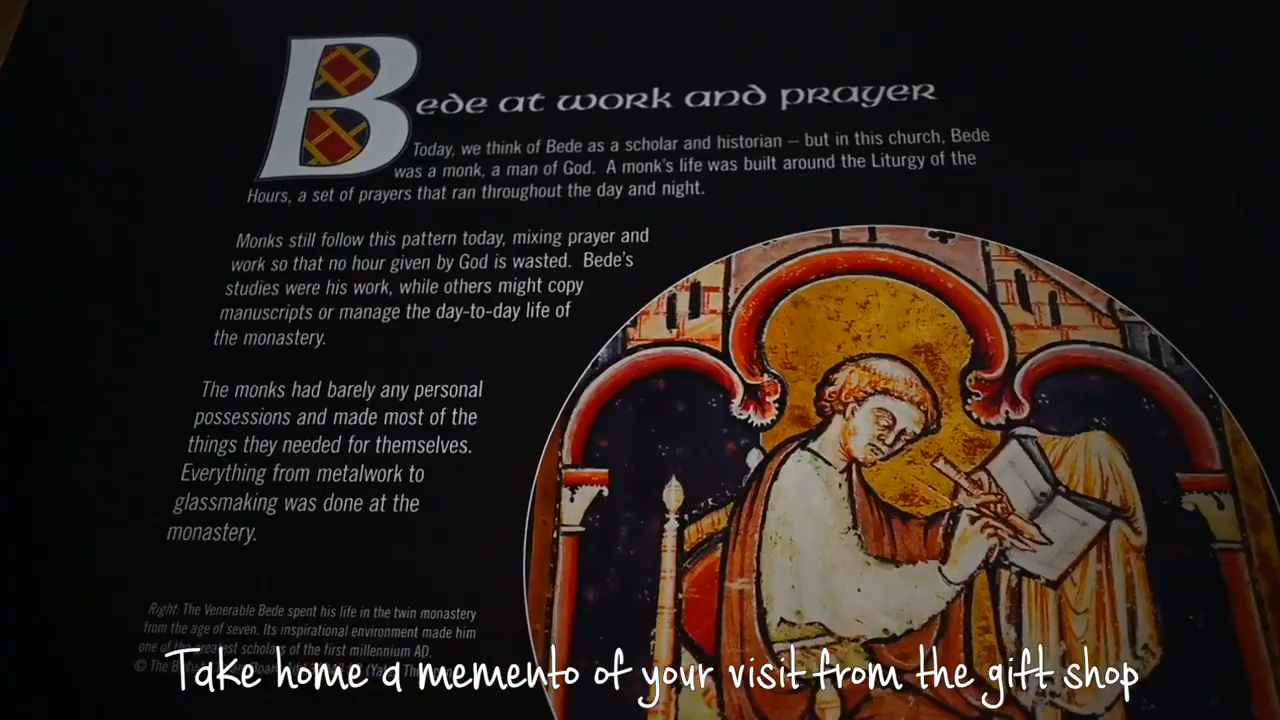 Bede at work and prayer
Today, we think of Bede as a scholar and historian – but in this church, Bede
was a monk, a man of God. A monk's life was built around the Liturgy of the
Hours, a set of prayers that ran throughout the day and night.
Monks still follow this pattern today, mixing prayer and
work so that no hour given by God is wasted. Bede's
studies were his work, while others might copy
manuscripts or manage the day-to-day life of
the monastery.
The monks had barely any personal
possessions and made most of the
things they needed for themselves.
Everything from metalwork to
glassmaking was done at the
monastery.
Right: The Venerable Bede spent his life in the twin monastery
from the age of seven. Its inspirational environment made him
one of the greatest scholars of the first millennium AD.
© The
Take home a memento of your visit from the gift shop